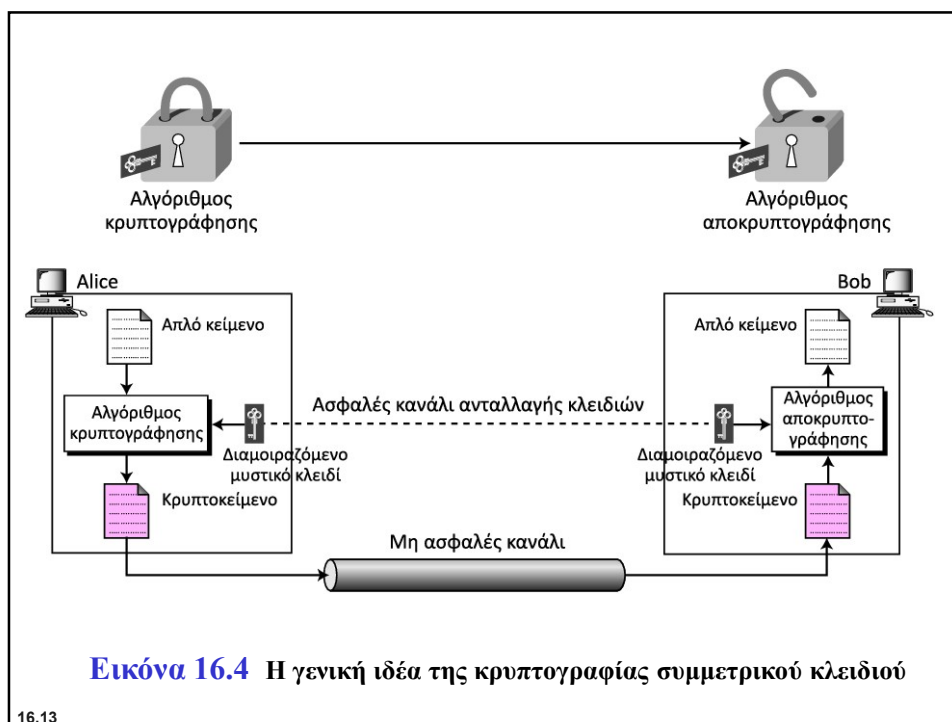 Αλγόριθμος
κρυπτογράφησης
Αλγόριθμος
αποκρυπτογράφησης
Alice
Bob
Απλό κείμενο
Απλό κείμενο
Αλγόριθμος
κρυπτογράφησης
Ασφαλές κανάλι ανταλλαγής κλειδιών
Αλγόριθμος
αποκρυπτο-
γράφησης
Διαμοιραζόμενο
μυστικό κλειδί
Διαμοιραζόμενο
μυστικό κλειδί
Κρυπτοκείμενο
Κρυπτοκείμενο
Μη ασφαλές κανάλι
Εικόνα 16.4 Η γενική ιδέα της κρυπτογραφίας συμμετρικού κλειδιού
16.13